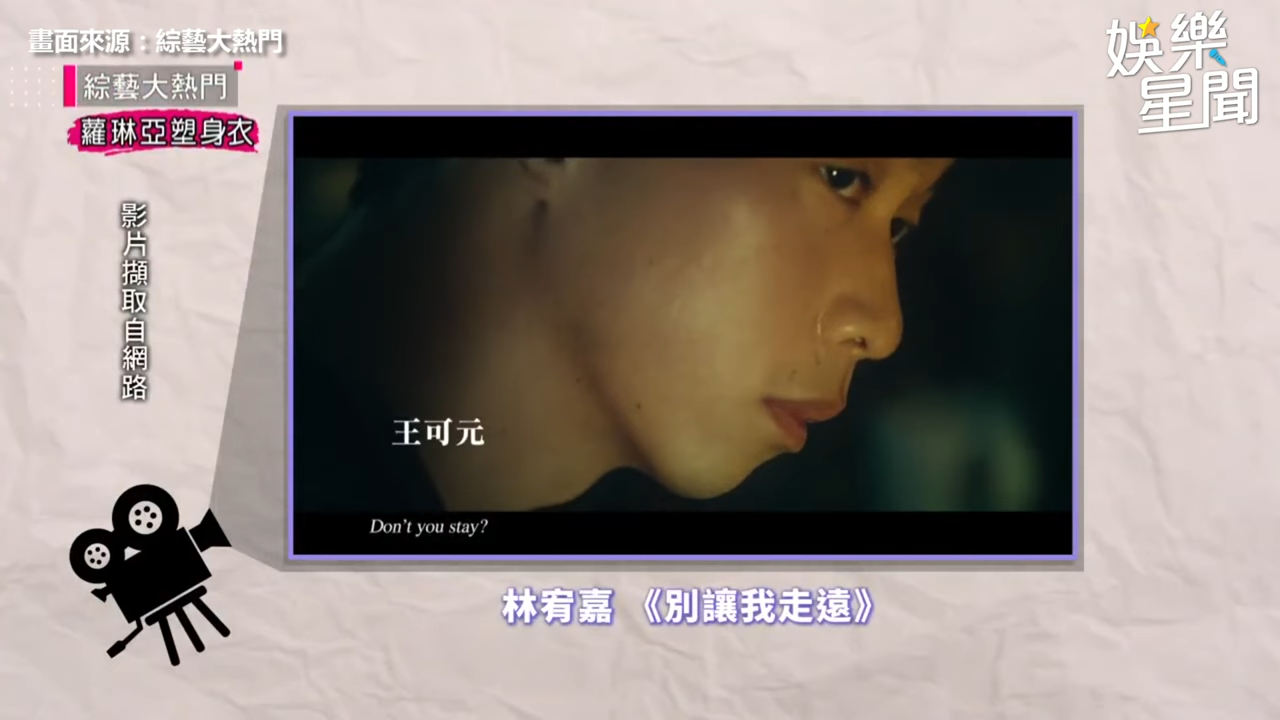 畫面來源：綜藝大熱門
綜藝大熱門
蘿琳亞塑身衣
娛樂
星聞
影片擷取自網路
王可元
Don't you stay?
林宥嘉 《別讓我走遠》